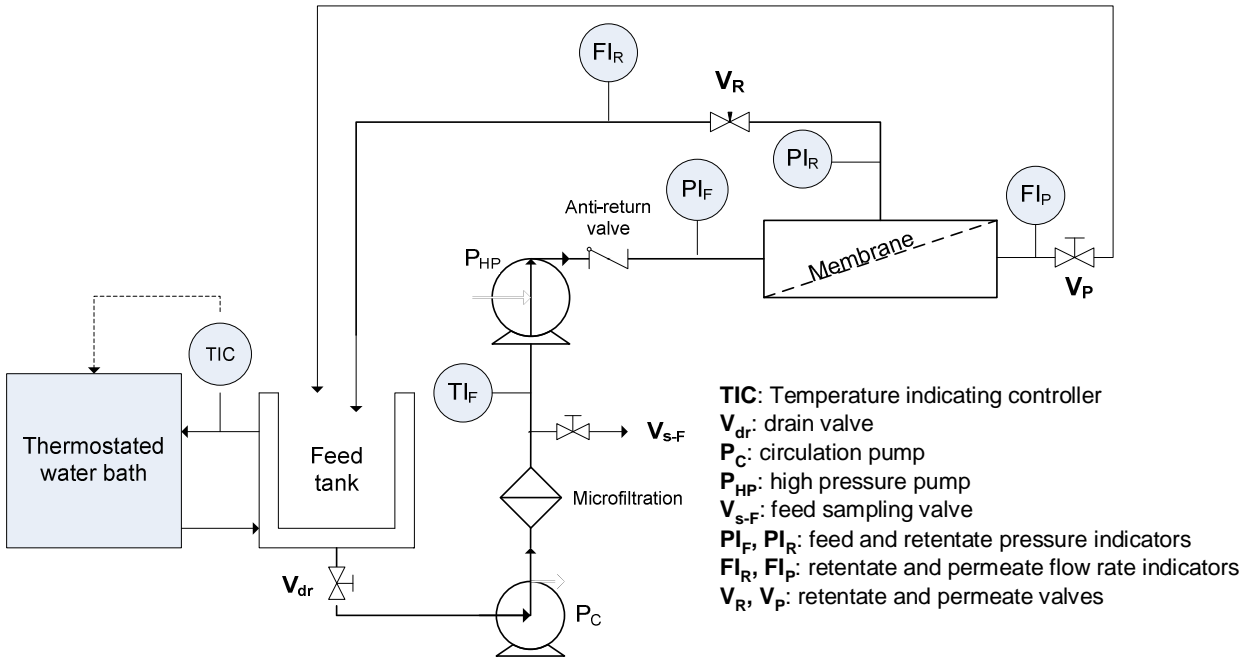 FI_R
V_R
PI_R
PI_F
FI_P
Anti-return
valve
Membrane
P_HP
V_P
TIC
TI_F
Thermostated
water bath
Feed
tank
V_s-F
Microfiltration
V_dr
P_C
TIC: Temperature indicating controller
V_dr: drain valve
P_C: circulation pump
P_HP: high pressure pump
V_s-F: feed sampling valve
PI_F, PI_R: feed and retentate pressure indicators
FI_R, FI_P: retentate and permeate flow rate indicators
V_R, V_P: retentate and permeate valves